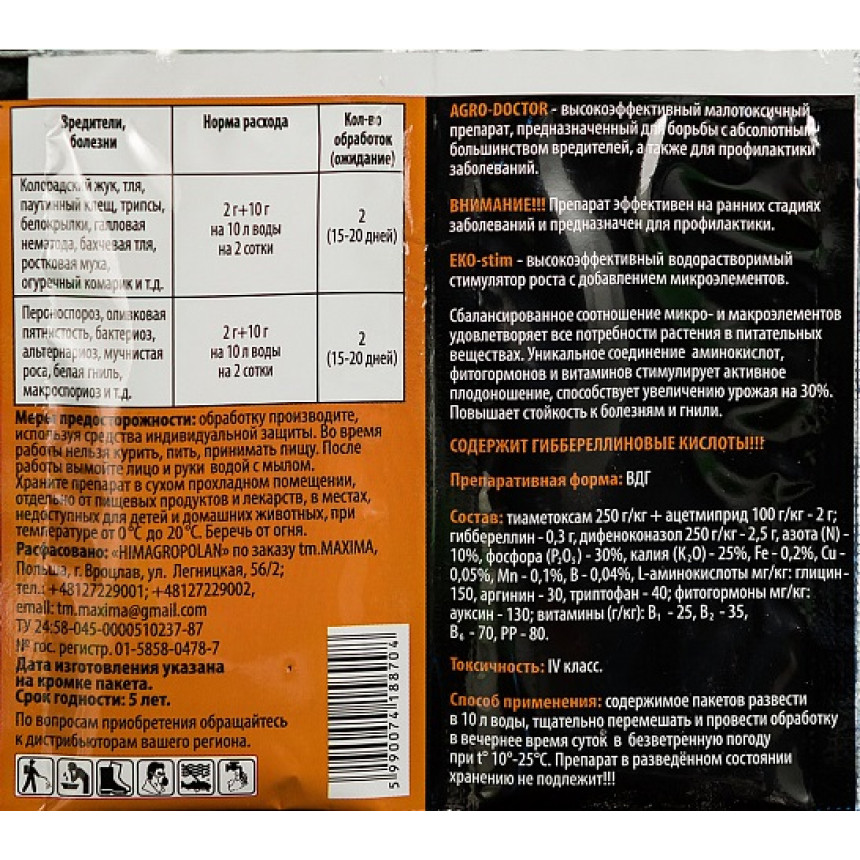 Вредители,
болезни
Норма расхода
Кол-во
обработок
(ожидание)
Колорадский жук, тля,
паутинный клещ, трипсы,
белокрылки, галловая
нематода, бахчевая тля,
ростковая муха,
огуречный комарик и т.д.
2 г+10 г
на 10 л воды
на 2 сотки
2
(15-20 дней)
Пероноспороз, оливковая
пятнистость, бактериоз,
альтернариоз, мучнистая
роса, белая гниль,
макроспориоз и т.д.
2 г+10 г
на 10 л воды
на 2 сотки
2
(15-20 дней)
Меры предосторожности: обработку производите,
используя средства индивидуальной защиты. Во время
работы нельзя курить, пить, принимать пищу. После
работы вымойте лицо и руки водой с мылом.
Храните препарат в сухом прохладном помещении,
отдельно от пищевых продуктов и лекарств, в местах,
недоступных для детей и домашних животных, при
температуре от 0°С до 20°С. Беречь от огня.
Расфасовано: «HIMAGROPOLAN» по заказу tm.MAXIMA,
Польша, г. Вроцлав, ул. Легницкая, 56/2;
тел.: +48127229001; +48127229002,
email: tm.maxima@gmail.com
ТУ 24:58-045-0000510237-87
№ гос. регистр. 01-5858-0478-7
Дата изготовления указана
на кромке пакета.
Срок годности: 5 лет.
По вопросам приобретения обращайтесь
к дистрибьюторам вашего региона.
5990074188704
AGRO-DOCTOR - высокоэффективный малотоксичный
препарат, предназначенный для борьбы с абсолютным
большинством вредителей, а также для профилактики
заболеваний.
ВНИМАНИЕ!!! Препарат эффективен на ранних стадиях
заболеваний и предназначен для профилактики.
EKO-stim - высокоэффективный водорастворимый
стимулятор роста с добавлением микроэлементов.
Сбалансированное соотношение микро- и макроэлементов
удовлетворяет все потребности растения в питательных
веществах. Уникальное соединение аминокислот,
фитогормонов и витаминов стимулирует активное
плодоношение, способствует увеличению урожая на 30%.
Повышает стойкость к болезням и гнили.
СОДЕРЖИТ ГИББЕРЕЛЛИНОВЫЕ КИСЛОТЫ!!!
Препаративная форма: ВДГ
Состав: тиаметоксам 250 г/кг + ацетмиприд 100 г/кг - 2 г;
гиббереллин - 0,3 г, дифеноконазол 250 г/кг - 2,5 г, азота (N) -
10%, фосфора (P₂O₅) - 30%, калия (K₂O) - 25%, Fe - 0,2%, Cu -
0,05%, Mn - 0,1%, B - 0,04%, L-аминокислоты мг/кг: глицин-
150, аргинин - 30, триптофан - 40; фитогормоны мг/кг:
ауксин - 130; витамины (г/кг): B₁ - 25, B₂ - 35,
B₆ - 70, PP - 80.
Токсичность: IV класс.
Способ применения: содержимое пакетов развести
в 10 л воды, тщательно перемешать и провести обработку
в вечернее время суток в безветренную погоду
при t° 10°-25°С. Препарат в разведённом состоянии
хранению не подлежит!!!